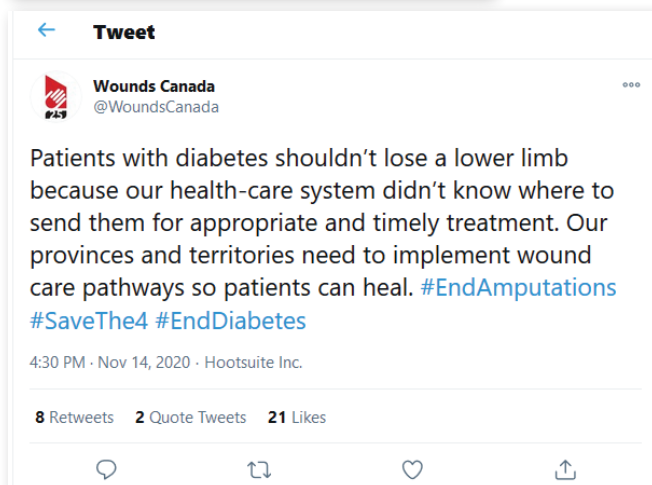 Tweet
Wounds Canada
@WoundsCanada
25
Patients with diabetes shouldn't lose a lower limb
because our health-care system didn't know where to
send them for appropriate and timely treatment. Our
provinces and territories need to implement wound
care pathways so patients can heal. #EndAmputations
#SaveThe4 #EndDiabetes
4:30 PM · Nov 14, 2020 · Hootsuite Inc.
8 Retweets 2 Quote Tweets 21 Likes